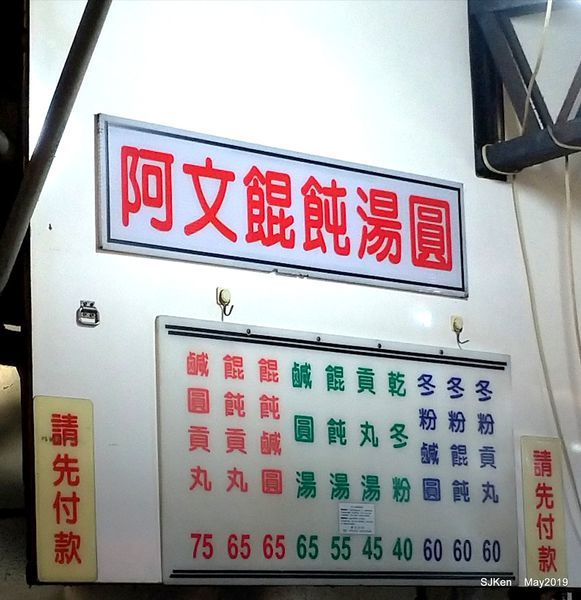 阿文餛飩湯圓
請先付款
鹹圓貢丸 75
餛飩貢丸 65
餛飩鹹圓 65
鹹圓湯 65
餛飩湯 55
貢丸湯 45
乾冬粉 40
冬粉鹹圓 60
冬粉餛飩 60
冬粉貢丸 60
請先付款
SJKen May2019